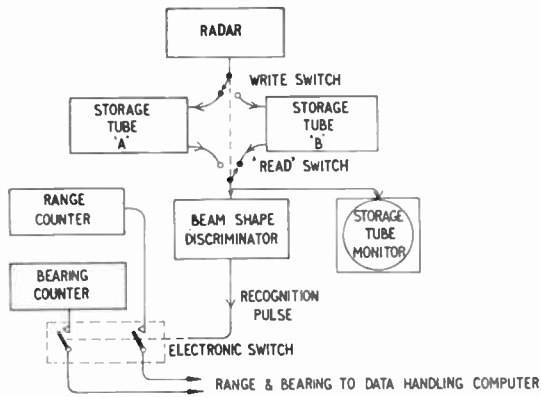 RADAR
WRITE SWITCH
STORAGE
TUBE
'A'
STORAGE
TUBE
'B'
'READ' SWITCH
RANGE
COUNTER
BEAM SHAPE
DISCRIMINATOR
STORAGE
TUBE
MONITOR
BEARING
COUNTER
RECOGNITION
PULSE
ELECTRONIC SWITCH
RANGE & BEARING TO DATA HANDLING COMPUTER